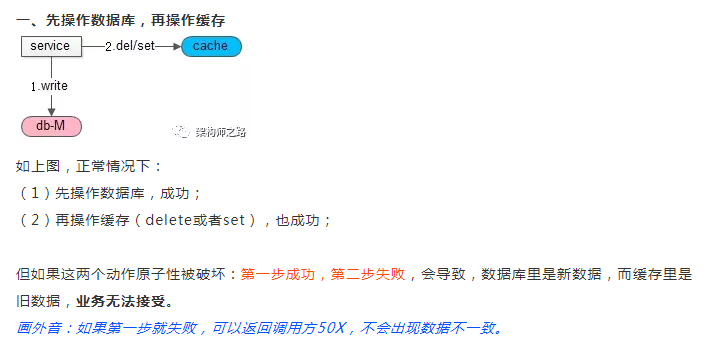 一、先操作数据库，再操作缓存
service
2.del/set
cache
1.write
db-M
架构师之路
如上图，正常情况下：
（1）先操作数据库，成功；
（2）再操作缓存（delete或者set），也成功；
但如果这两个动作原子性被破坏：第一步成功，第二步失败，会导致，数据库里是新数据，而缓存里是
旧数据，业务无法接受。
画外音：如果第一步就失败，可以返回调用方50X，不会出现数据不一致。